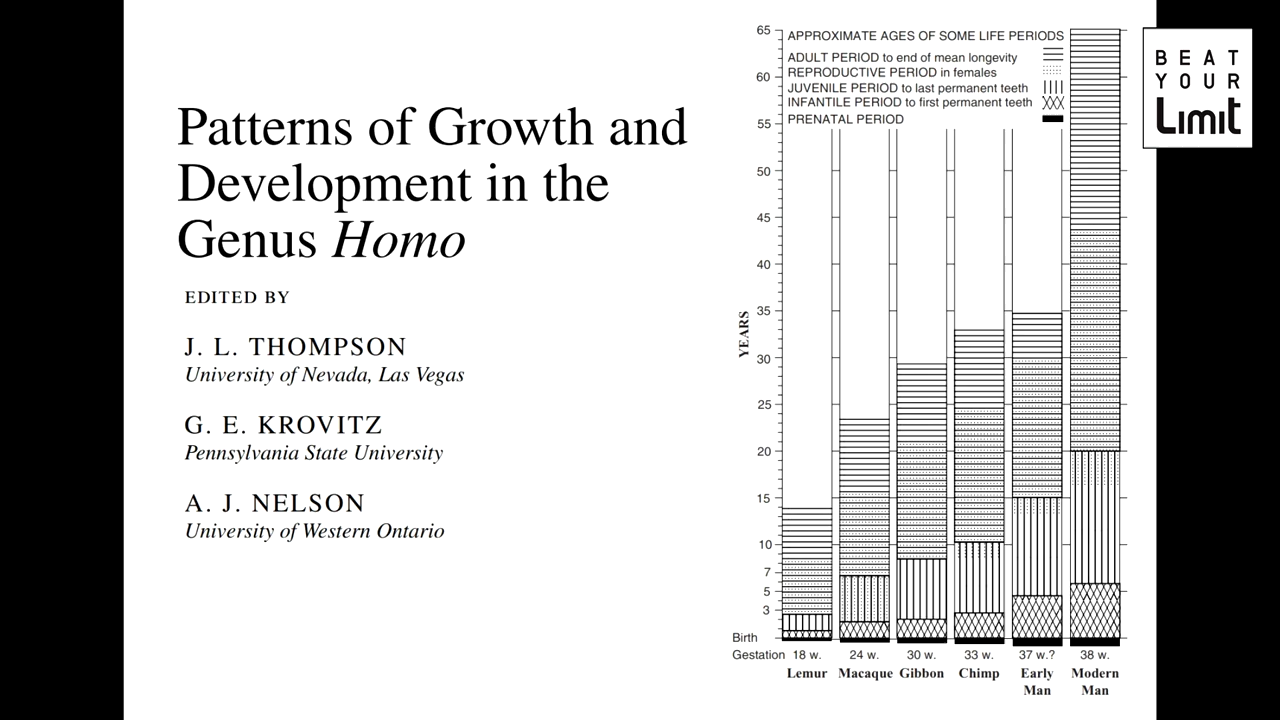 Patterns of Growth and
Development in the
Genus Homo
EDITED BY
J. L. THOMPSON
University of Nevada, Las Vegas
G. E. KROVITZ
Pennsylvania State University
A. J. NELSON
University of Western Ontario
APPROXIMATE AGES OF SOME LIFE PERIODS
ADULT PERIOD to end of mean longevity
REPRODUCTIVE PERIOD in females
JUVENILE PERIOD to last permanent teeth
INFANTILE PERIOD to first permanent teeth
PRENATAL PERIOD
YEARS
65
60
55
50
45
40
35
30
25
20
15
10
7
5
3
Birth
Gestation 18 w. 24 w. 30 w. 33 w. 37 w.? 38 w.
Lemur Macaque Gibbon Chimp Early Modern
Man Man
BEAT
YOUR
Limit